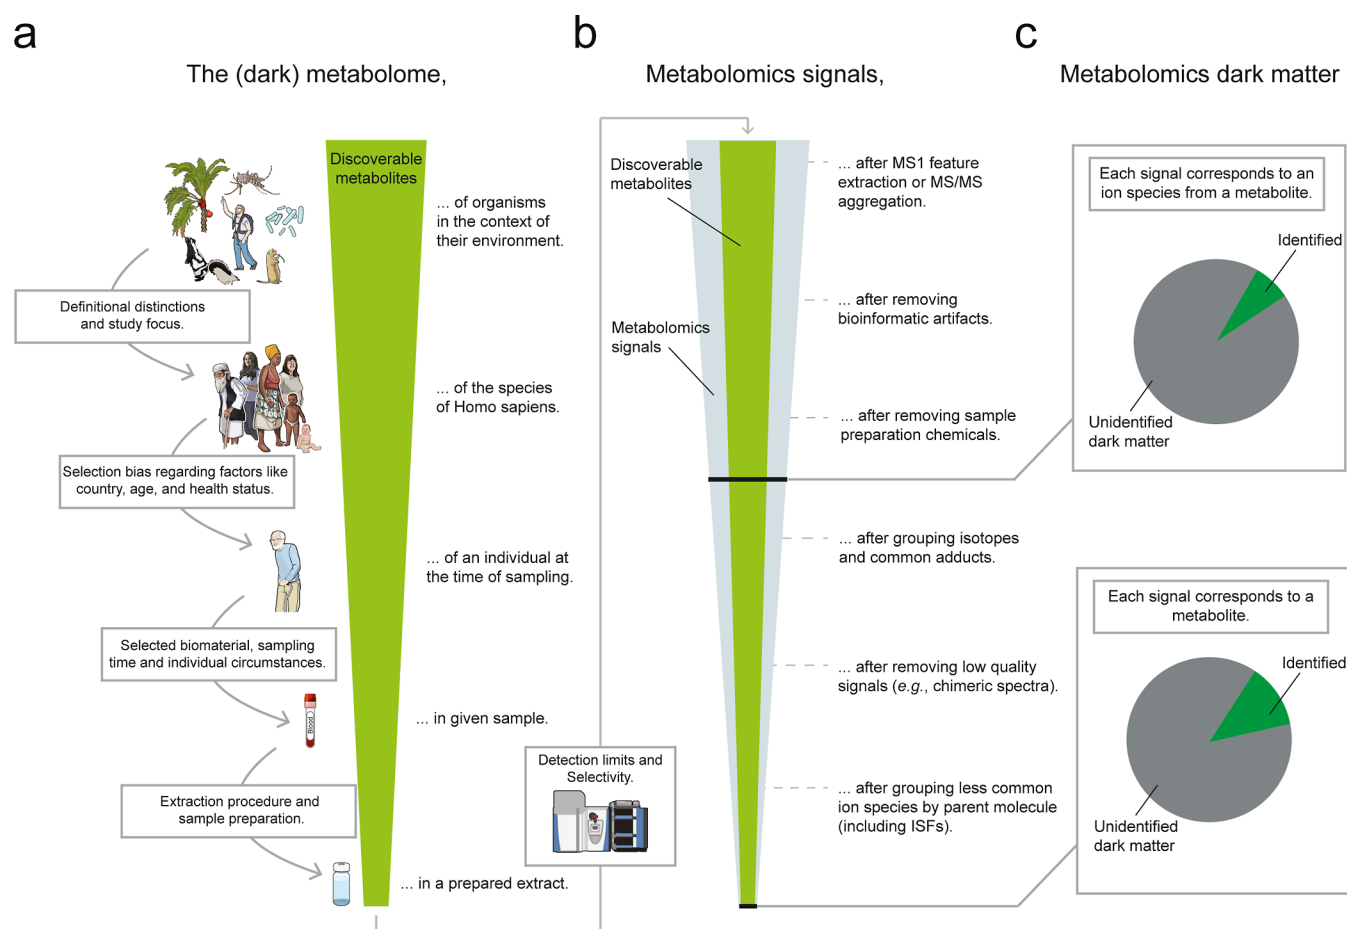 a
The (dark) metabolome,
Discoverable
metabolites
... of organisms
in the context of
their environment.
Definitional distinctions
and study focus.
... of the species
of Homo sapiens.
Selection bias regarding factors like
country, age, and health status.
... of an individual at
the time of sampling.
Selected biomaterial, sampling
time and individual circumstances.
Blood
... in given sample.
Extraction procedure and
sample preparation.
... in a prepared extract.
b
Metabolomics signals,
Discoverable
metabolites
Metabolomics
signals
... after MS1 feature
extraction or MS/MS
aggregation.
... after removing
bioinformatic artifacts.
... after removing sample
preparation chemicals.
... after grouping isotopes
and common adducts.
... after removing low quality
signals (e.g., chimeric spectra).
Detection limits and
Selectivity.
... after grouping less common
ion species by parent molecule
(including ISFs).
c
Metabolomics dark matter
Each signal corresponds to an
ion species from a metabolite.
Identified
Unidentified
dark matter
Each signal corresponds to a
metabolite.
Identified
Unidentified
dark matter